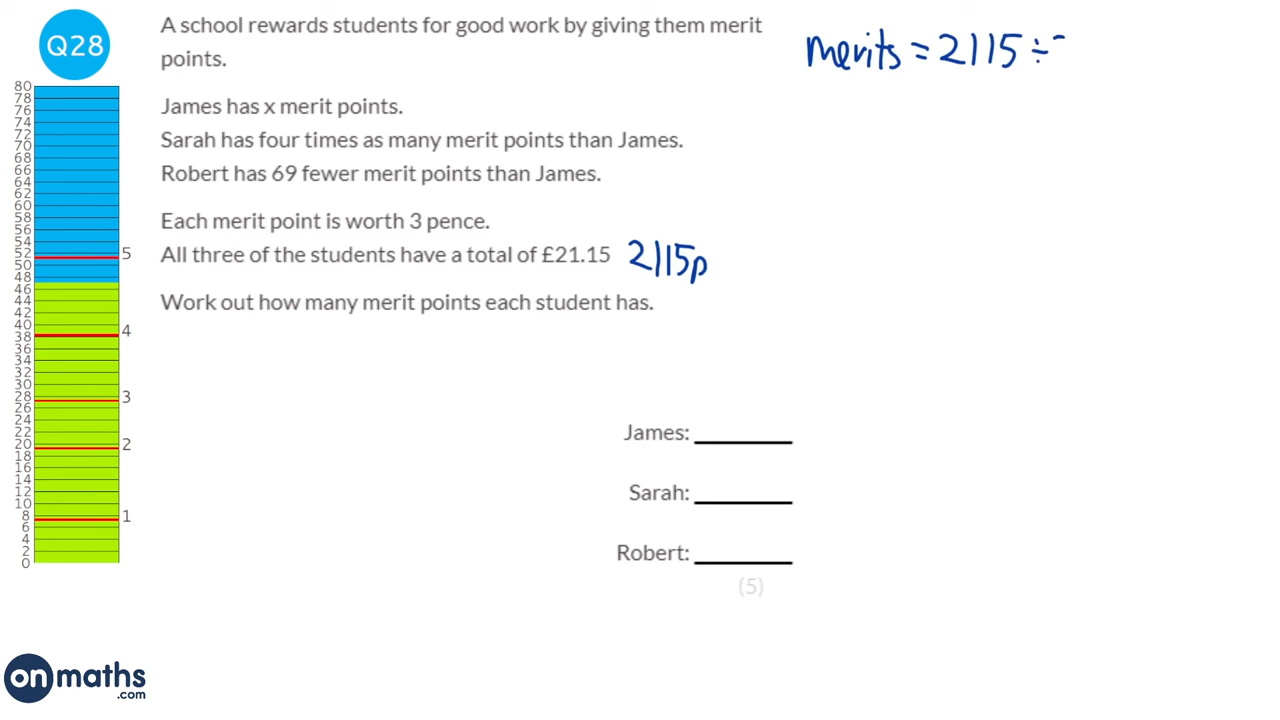 Q28
A school rewards students for good work by giving them merit
points.
merits = 2115 ÷
James has x merit points.
Sarah has four times as many merit points than James.
Robert has 69 fewer merit points than James.
Each merit point is worth 3 pence.
All three of the students have a total of £21.15 2115p
Work out how many merit points each student has.
James:
Sarah:
Robert:
(5)
80
78
76
74
72
70
68
66
64
62
60
58
56
54
52 5
50
48
46
44
42
40 4
38
36
34
32
30
28 3
26
24
22
20 2
18
16
14
12
10
8 1
6
4
2
0
onmaths
.com